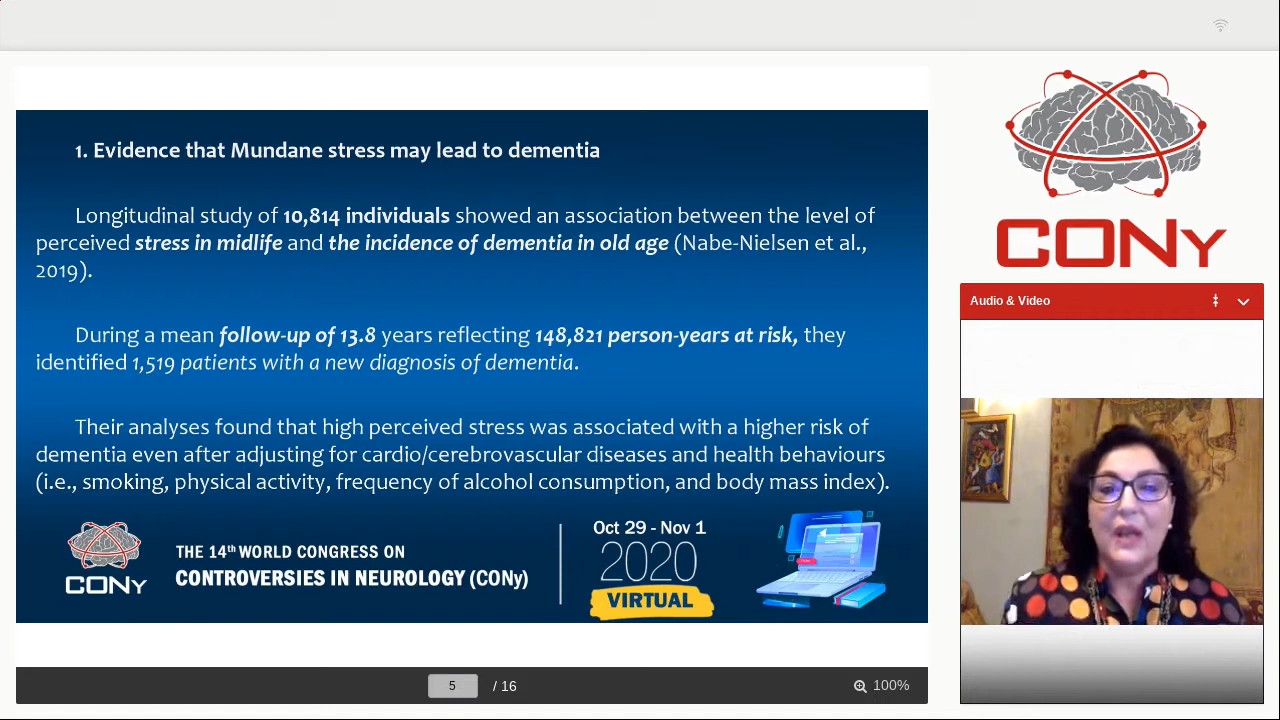 1. Evidence that Mundane stress may lead to dementia
Longitudinal study of 10,814 individuals showed an association between the level of
perceived stress in midlife and the incidence of dementia in old age (Nabe-Nielsen et al.,
2019).
During a mean follow-up of 13.8 years reflecting 148,821 person-years at risk, they
identified 1,519 patients with a new diagnosis of dementia.
Their analyses found that high perceived stress was associated with a higher risk of
dementia even after adjusting for cardio/cerebrovascular diseases and health behaviours
(i.e., smoking, physical activity, frequency of alcohol consumption, and body mass index).
CONy
THE 14th WORLD CONGRESS ON
CONTROVERSIES IN NEUROLOGY (CONy)
Oct 29 - Nov 1
2020
VIRTUAL
5 / 16
100%
CONy
Audio & Video